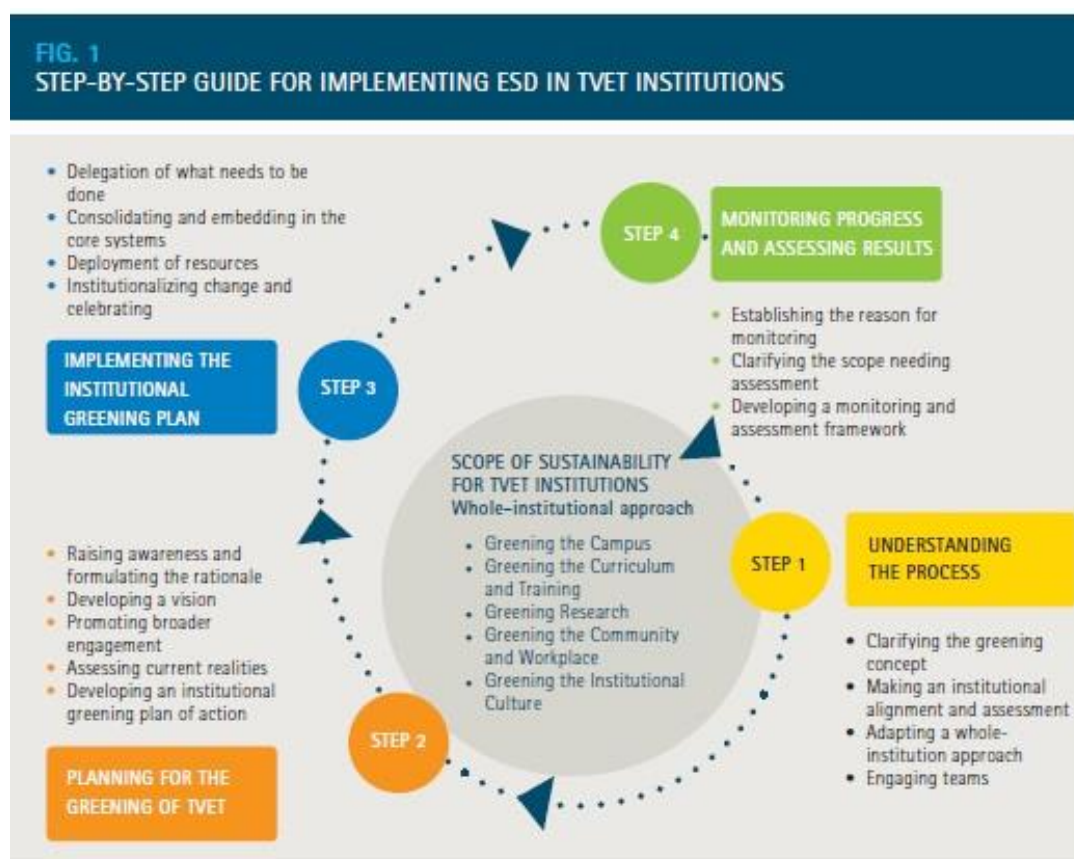 FIG. 1
STEP-BY-STEP GUIDE FOR IMPLEMENTING ESD IN TVET INSTITUTIONS
• Delegation of what needs to be
done
• Consolidating and embedding in the
core systems
• Deployment of resources
• Institutionalizing change and
celebrating
IMPLEMENTING THE
INSTITUTIONAL
GREENING PLAN
STEP 3
STEP 4
MONITORING PROGRESS
AND ASSESSING RESULTS
• Establishing the reason for
monitoring
• Clarifying the scope needing
assessment
• Developing a monitoring and
assessment framework
SCOPE OF SUSTAINABILITY
FOR TVET INSTITUTIONS
Whole-institutional approach
• Greening the Campus
• Greening the Curriculum
and Training
• Greening Research
• Greening the Community
and Workplace
• Greening the Institutional
Culture
STEP 1
UNDERSTANDING
THE PROCESS
• Clarifying the greening
concept
• Making an institutional
alignment and assessment
• Adapting a whole-
institution approach
• Engaging teams
• Raising awareness and
formulating the rationale
• Developing a vision
• Promoting broader
engagement
• Assessing current realities
• Developing an institutional
greening plan of action
STEP 2
PLANNING FOR THE
GREENING OF TVET